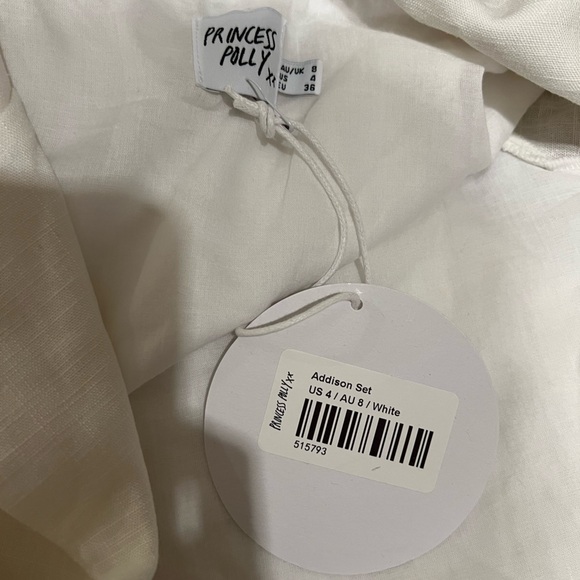 PRINCESS
POLLY
xx
AU/UK 8
US 4
EU 36
PRINCESS POLLY xx
Addison Set
US 4 / AU 8 / White
515793